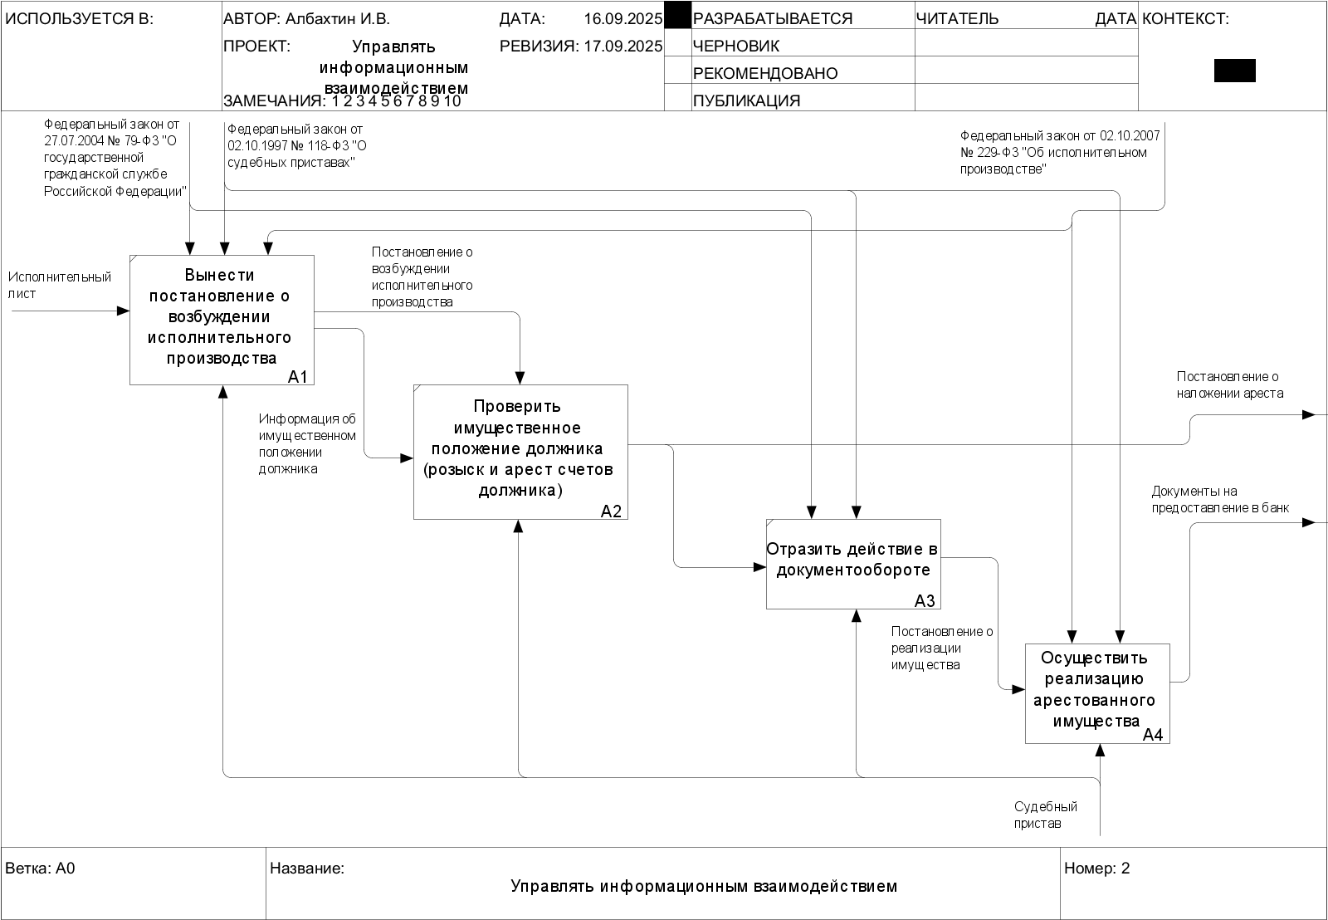 ИСПОЛЬЗУЕТСЯ В:
АВТОР: Албахтин И.В.
ДАТА: 16.09.2025
РАЗРАБАТЫВАЕТСЯ
ЧИТАТЕЛЬ
ДАТА
КОНТЕКСТ:
ПРОЕКТ:
Управлять
информационным
взаимодействием
РЕВИЗИЯ: 17.09.2025
ЧЕРНОВИК
РЕКОМЕНДОВАНО
ЗАМЕЧАНИЯ: 1 2 3 4 5 6 7 8 9 10
ПУБЛИКАЦИЯ
Федеральный закон от
27.07.2004 № 79-ФЗ "О
государственной
гражданской службе
Российской Федерации"
Федеральный закон от
02.10.1997 № 118-ФЗ "О
судебных приставах"
Федеральный закон от 02.10.2007
№ 229-ФЗ "Об исполнительном
производстве"
Исполнительный
лист
Вынести
постановление о
возбуждении
исполнительного
производства
A1
Постановление о
возбуждении
исполнительного
производства
Информация об
имущественном
положении
должника
Проверить
имущественное
положение должника
(розыск и арест счетов
должника)
A2
Постановление о
наложении ареста
Документы на
предоставление в банк
Отразить действие в
документообороте
A3
Постановление о
реализации
имущества
Осуществить
реализацию
арестованного
имущества
A4
Судебный
пристав
Ветка: A0
Название:
Управлять информационным взаимодействием
Номер: 2